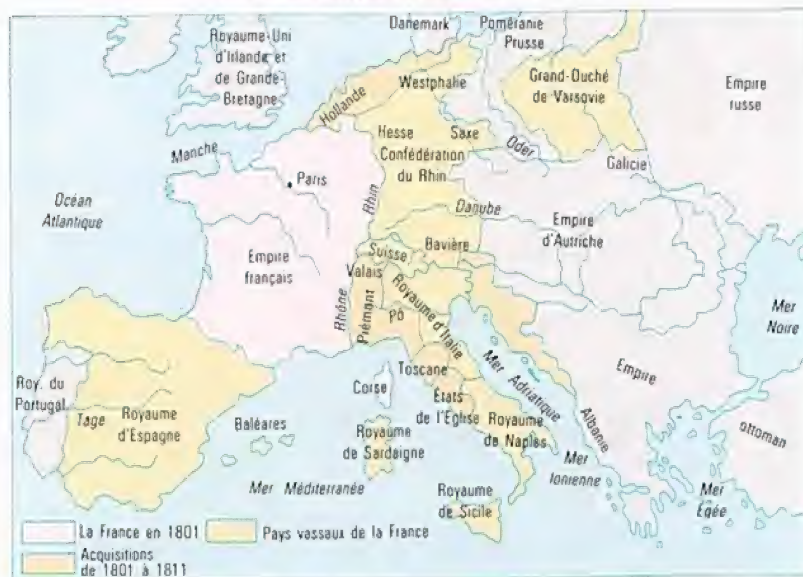 Royaume-Uni
d'Irlande et
de Grande-
Bretagne
Danemark
Poméranie
Prusse
Hollande
Westphalie
Grand-Duché
de Varsovie
Empire
russe
Hesse
Saxe
Confédération
du Rhin
Oder
Galicie
Manche
Paris
Rhin
Danube
Océan
Atlantique
Empire
français
Suisse
Bavière
Empire
d'Autriche
Valais
Rhône
Piémont
Pô
Royaume d'Italie
Mer
Noire
Roy. du
Portugal
Tage
Royaume
d'Espagne
Baléares
Corse
Toscane
États
de l'Église
Mer Adriatique
Albanie
Empire
ottoman
Royaume
de Sardaigne
Royaume
de Naples
Mer
Ionienne
Mer
Égée
Mer Méditerranée
Royaume
de Sicile
La France en 1801
Pays vassaux de la France
Acquisitions
de 1801 à 1811